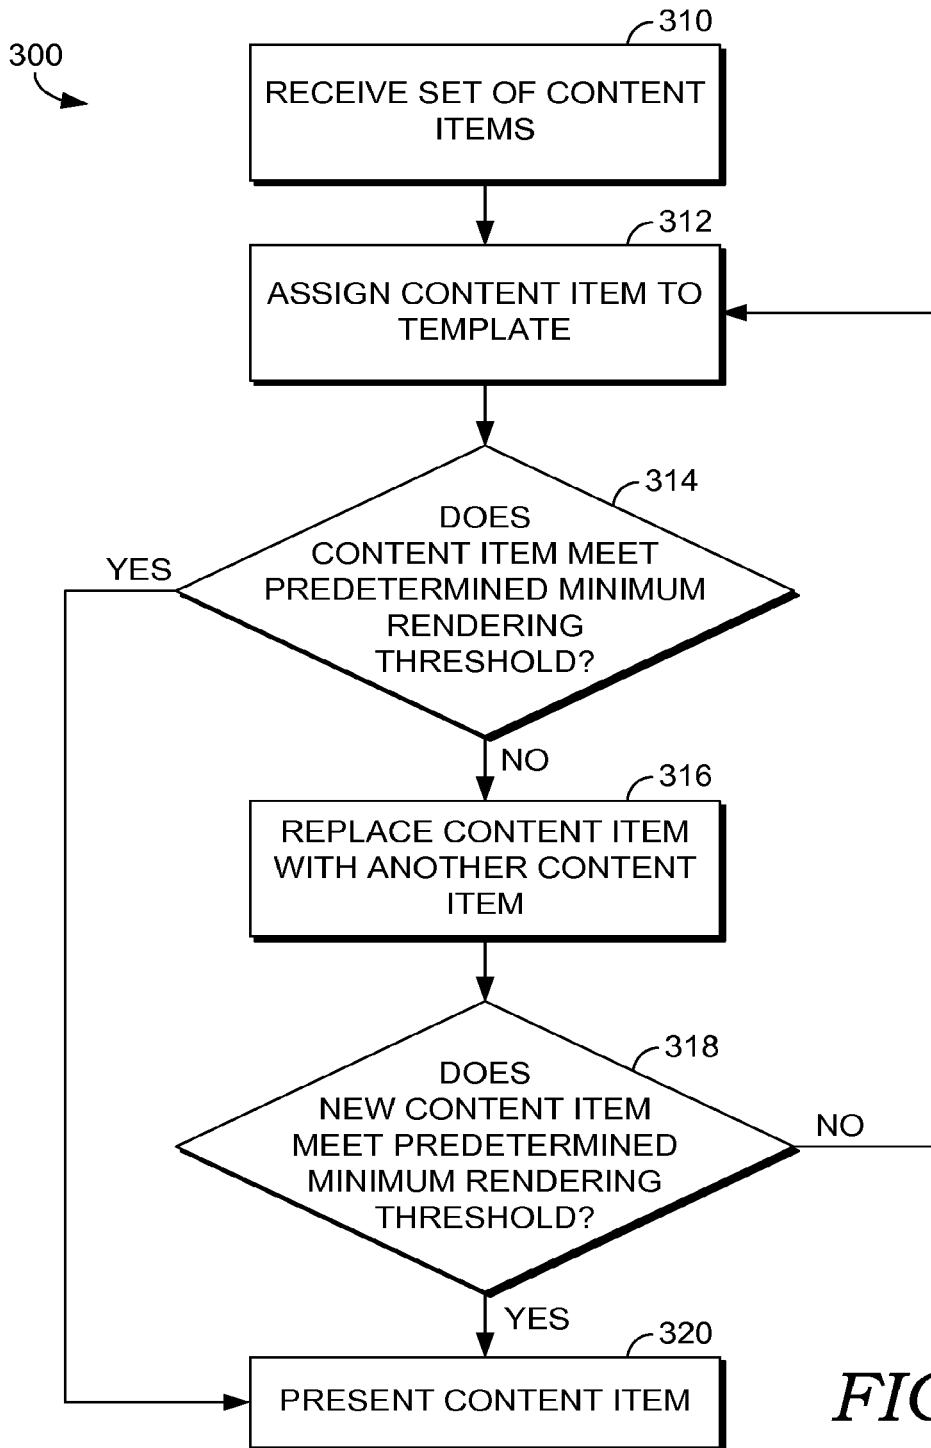 300
310
RECEIVE SET OF CONTENT
ITEMS
312
ASSIGN CONTENT ITEM TO
TEMPLATE
314
DOES
CONTENT ITEM MEET
PREDETERMINED MINIMUM
RENDERING
THRESHOLD?
YES
NO
316
REPLACE CONTENT ITEM
WITH ANOTHER CONTENT
ITEM
318
DOES
NEW CONTENT ITEM
MEET PREDETERMINED
MINIMUM RENDERING
THRESHOLD?
NO
YES
320
PRESENT CONTENT ITEM